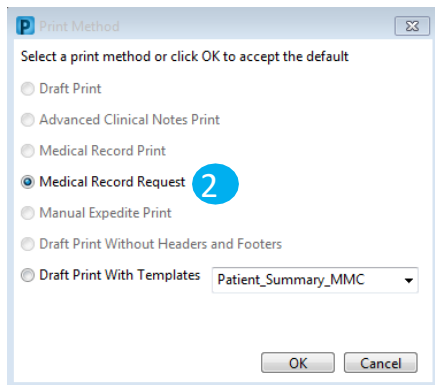 P Print Method
Select a print method or click OK to accept the default
Draft Print
Advanced Clinical Notes Print
Medical Record Print
Medical Record Request 2
Manual Expedite Print
Draft Print Without Headers and Footers
Draft Print With Templates Patient_Summary_MMC
OK Cancel